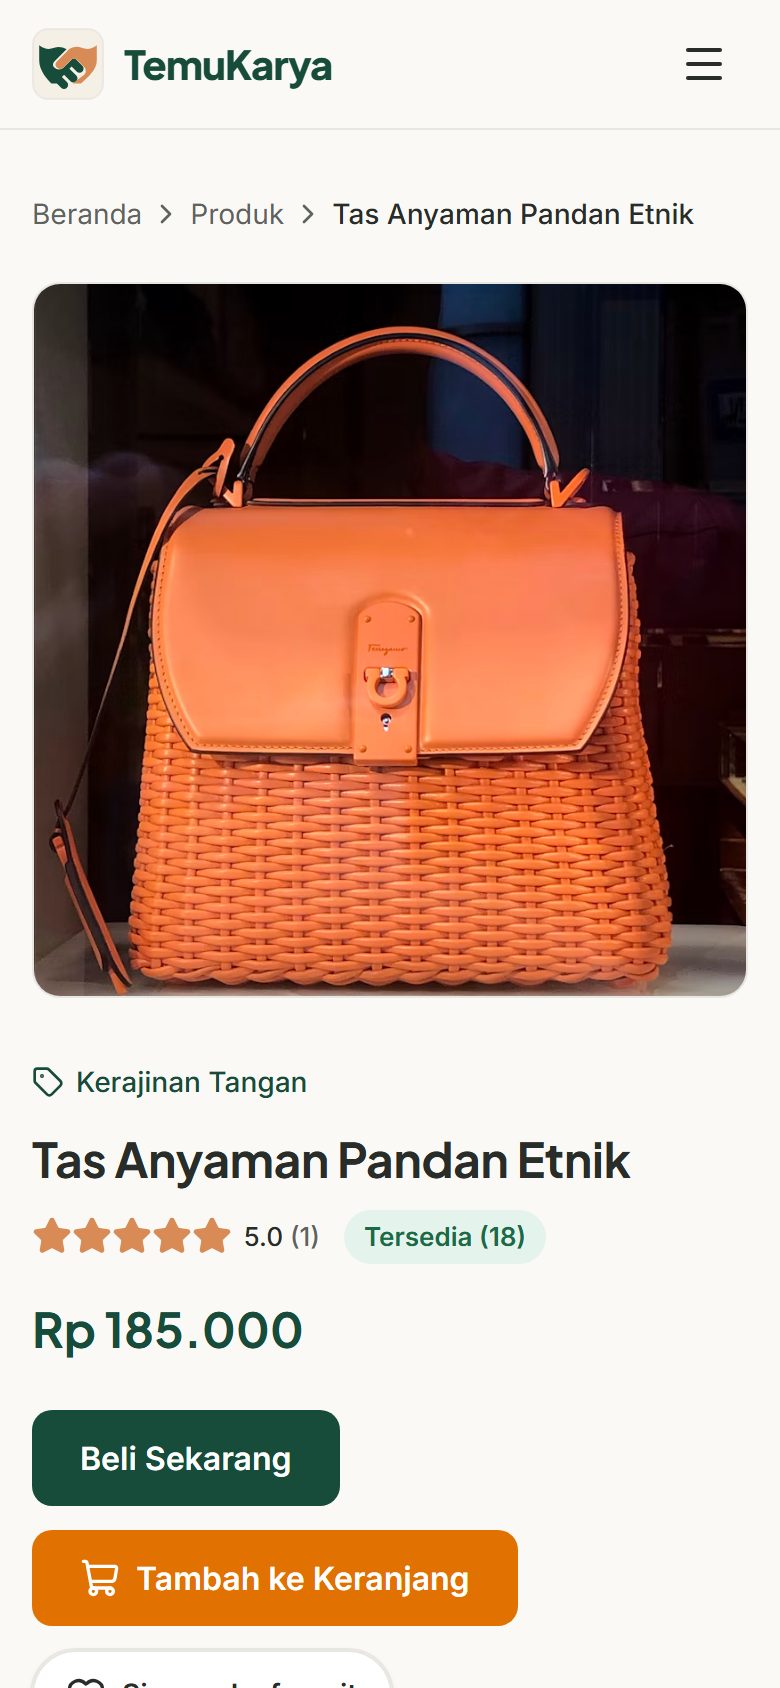 TemuKarya
Beranda > Produk > Tas Anyaman Pandan Etnik
Ferragamo
Kerajinan Tangan
Tas Anyaman Pandan Etnik
5.0 (1) Tersedia (18)
Rp 185.000
Beli Sekarang
Tambah ke Keranjang